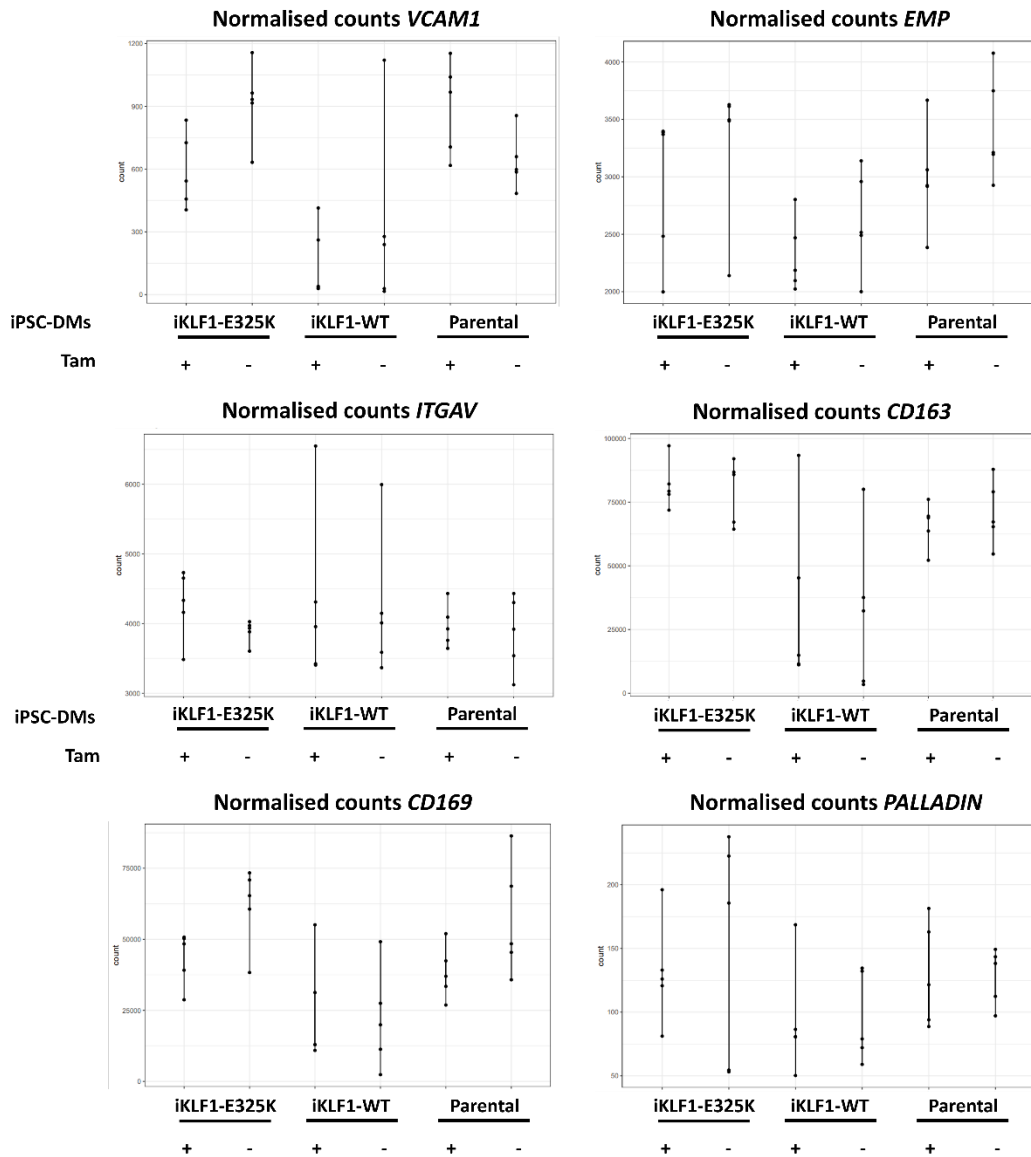 Normalised counts VCAM1
1200
900
600
300
0
count
Normalised counts EMP
4000
3500
3000
2500
2000
count
iPSC-DMs
iKLF1-E325K iKLF1-WT Parental
iKLF1-E325K iKLF1-WT Parental
Tam
+ - + - + -
+ - + - + -
Normalised counts ITGAV
6000
5000
4000
3000
count
Normalised counts CD163
100000
75000
50000
25000
0
count
iPSC-DMs
iKLF1-E325K iKLF1-WT Parental
iKLF1-E325K iKLF1-WT Parental
Tam
+ - + - + -
+ - + - + -
Normalised counts CD169
75000
50000
25000
0
count
Normalised counts PALLADIN
200
150
100
50
count
iKLF1-E325K iKLF1-WT Parental
iKLF1-E325K iKLF1-WT Parental
+ - + - + -
+ - + - + -